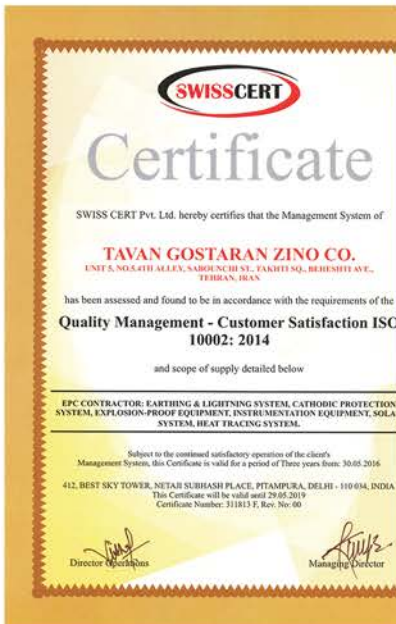 SWISSCERT
Certificate
SWISS CERT Pvt. Ltd. hereby certifies that the Management System of
TAVAN GOSTARAN ZINO CO.
UNIT 5, NO.5,4TH ALLEY, SABOUNCHI ST., TAKHTI SQ., BEHESHTI AVE.,
TEHRAN, IRAN
has been assessed and found to be in accordance with the requirements of the
Quality Management - Customer Satisfaction ISO
10002: 2014
and scope of supply detailed below
EPC CONTRACTOR: EARTHING & LIGHTNING SYSTEM, CATHODIC PROTECTION
SYSTEM, EXPLOSION-PROOF EQUIPMENT, INSTRUMENTATION EQUIPMENT, SOLA
SYSTEM, HEAT TRACING SYSTEM.
Subject to the continued satisfactory operation of the client's
Management System, this Certificate is valid for a period of Three years from: 30.05.2016
412, BEST SKY TOWER, NETAJI SUBHASH PLACE, PITAMPURA, DELHI - 110 034, INDIA
This Certificate will be valid until 29.05.2019
Certificate Number: 311813 F, Rev. No: 00
Director Operations
Managing Director